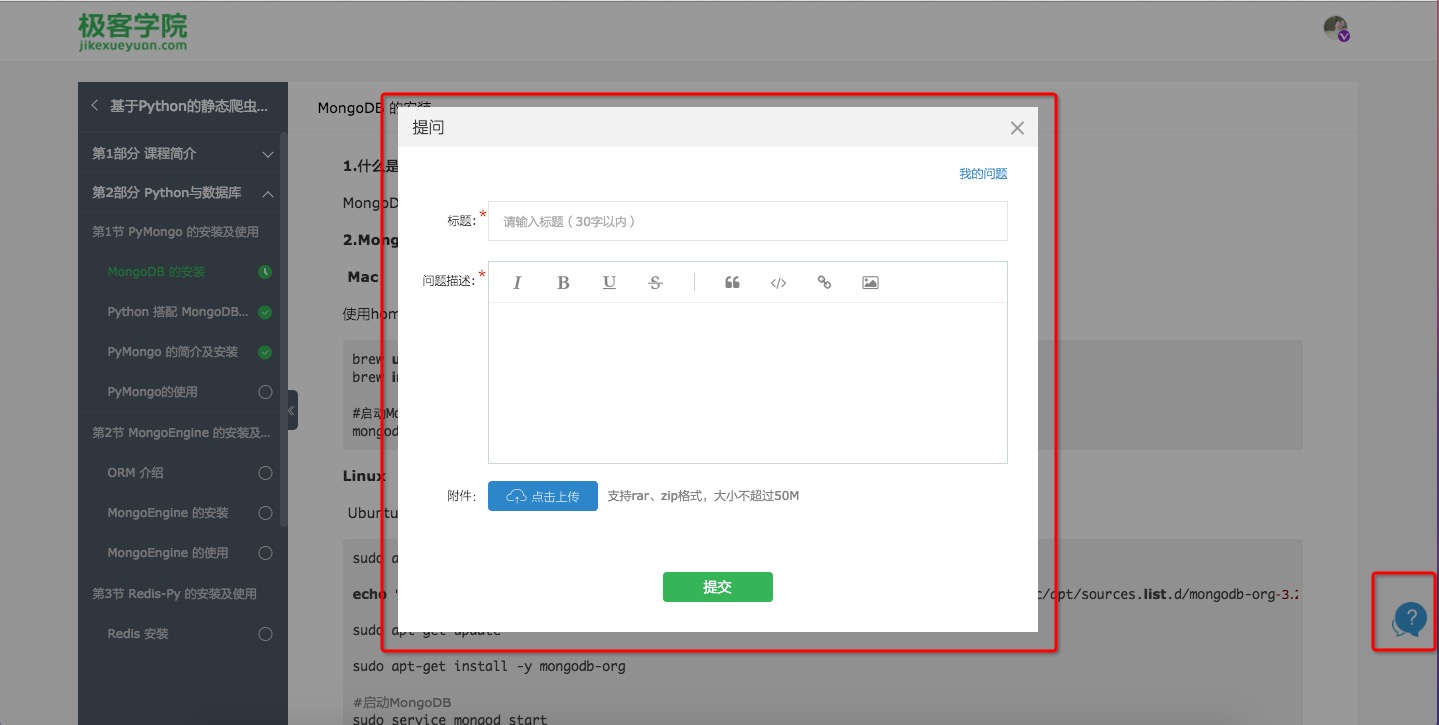 极客学院
jikexueyuan.com
基于Python的静态爬虫...
第1部分 课程简介
第2部分 Python与数据库
第1节 PyMongo 的安装及使用
MongoDB 的安装
Python 搭配 MongoDB...
PyMongo 的简介及安装
PyMongo的使用
第2节 MongoEngine 的安装及...
ORM 介绍
MongoEngine 的安装
MongoEngine 的使用
第3节 Redis-Py 的安装及使用
Redis 安装
MongoDB 的安装
1.什么是
MongoD
2.Mong
Mac
使用hom
brew u
brew in
#启动Mo
mongod
Linux
Ubuntu
sudo a
echo "
c/apt/sources.list.d/mongodb-org-3.2
sudo apt-get update
sudo apt-get install -y mongodb-org
#启动MongoDB
sudo service mongod start
提问
我的问题
标题:*
请输入标题（30字以内）
问题描述:*
I B U S
附件:
点击上传 支持rar、zip格式，大小不超过50M
提交
?